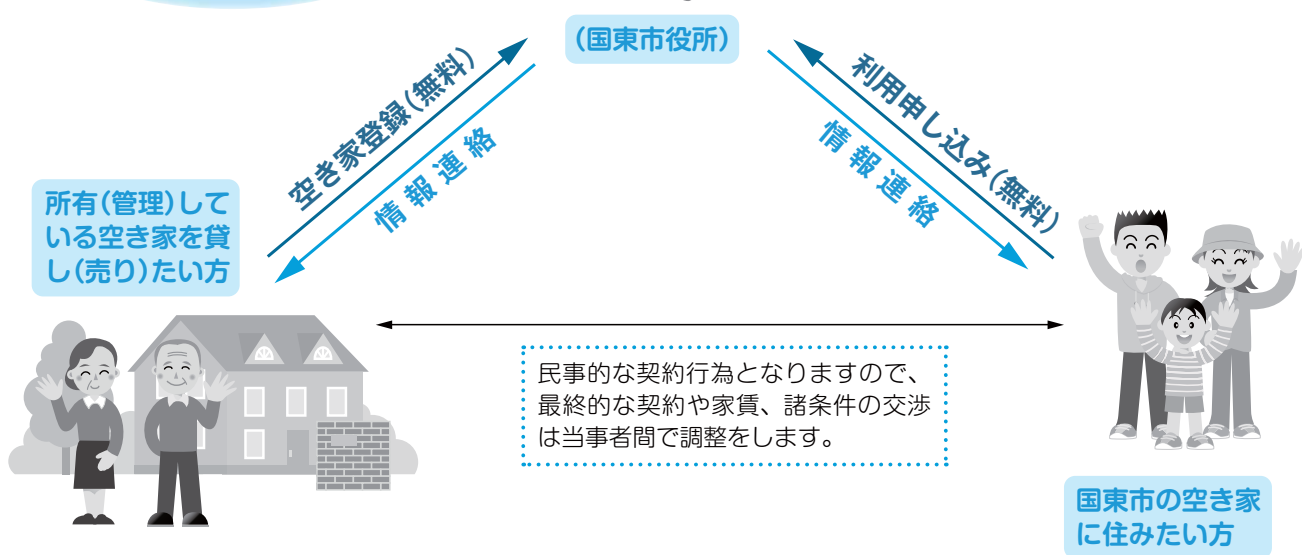 (国東市役所)
空き家登録(無料)
情報連絡
利用申し込み(無料)
情報連絡
所有(管理)して
いる空き家を貸
し(売り)たい方
民事的な契約行為となりますので、
最終的な契約や家賃、諸条件の交渉
は当事者間で調整をします。
国東市の空き家
に住みたい方